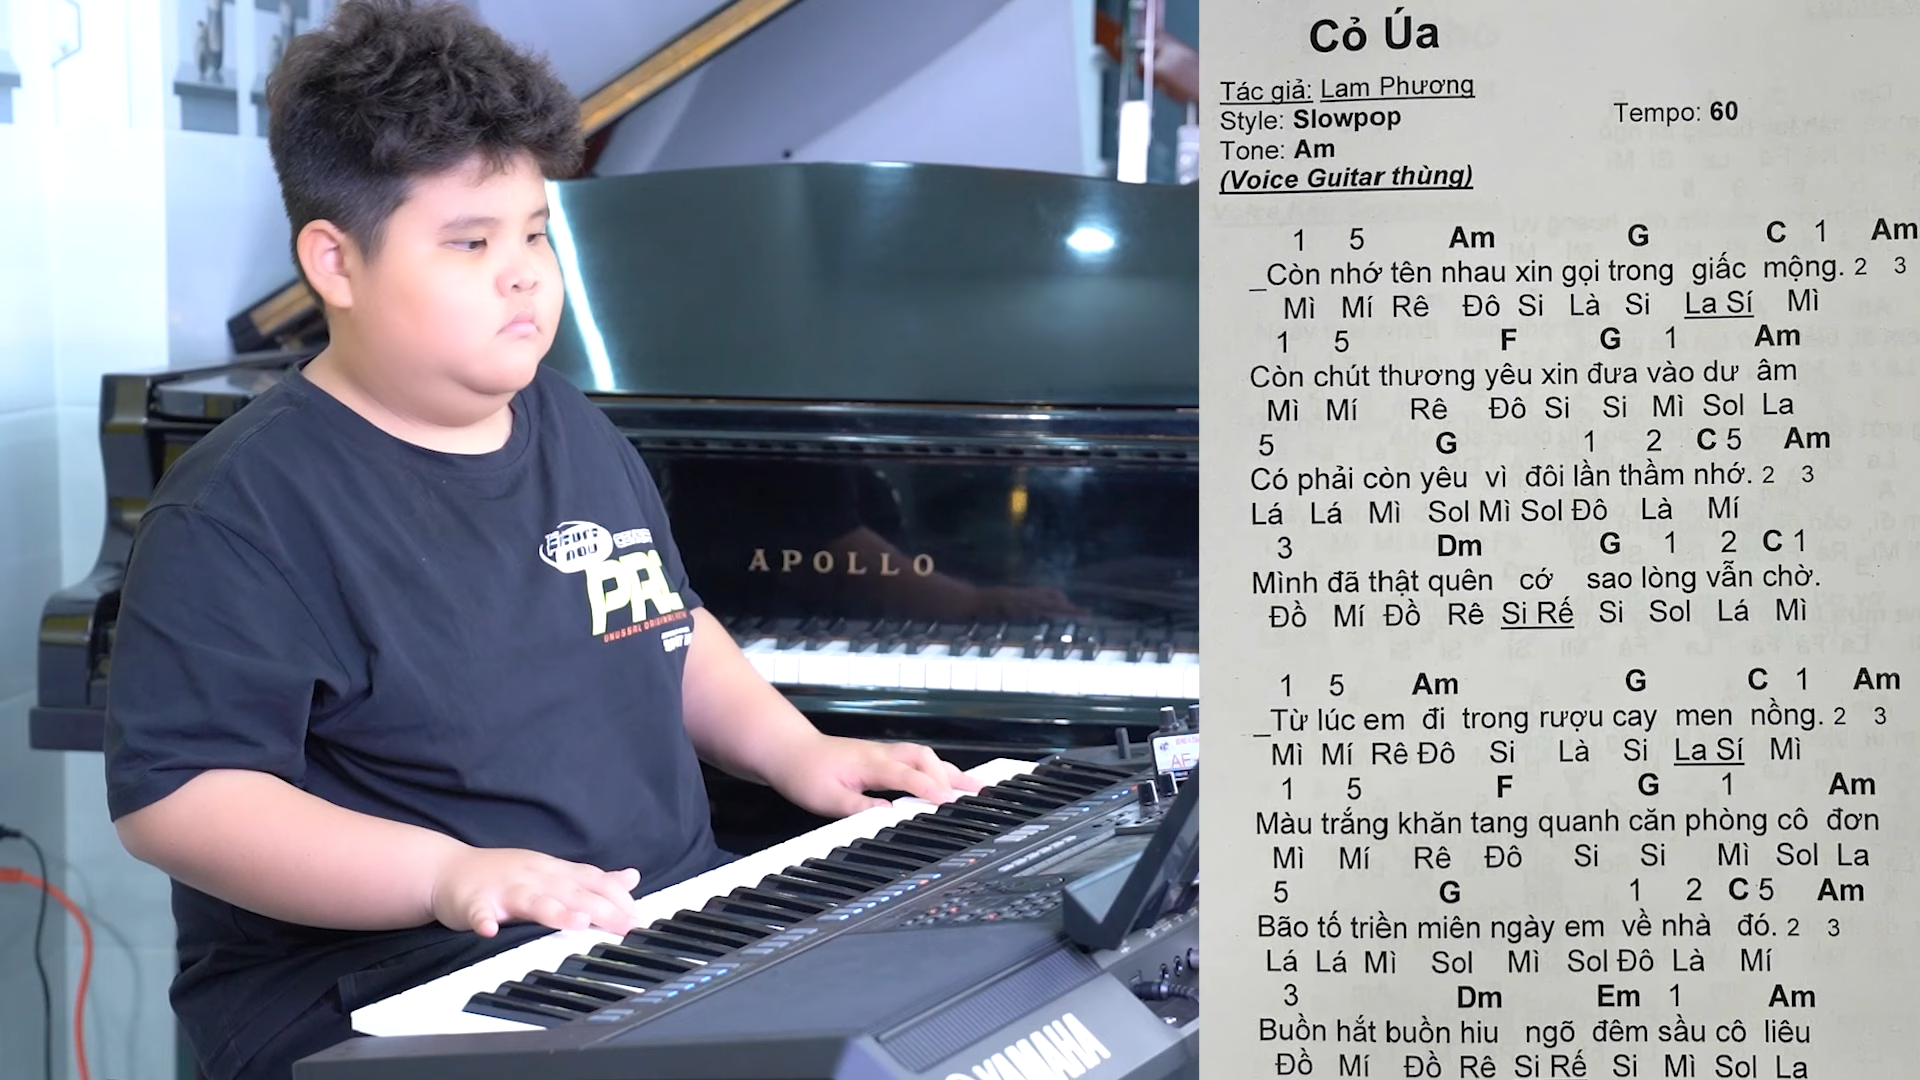 Cỏ Úa
Tác giả: Lam Phương
Style: Slowpop
Tempo: 60
Tone: Am
(Voice Guitar thùng)
1 5 Am G C 1 Am
_Còn nhớ tên nhau xin gọi trong giấc mộng. 2 3
Mì Mí Rê Đô Si Là Si La Sí Mì
1 5 F G 1 Am
Còn chút thương yêu xin đưa vào dư âm
Mì Mí Rê Đô Si Si Mì Sol La
5 G 1 2 C 5 Am
Có phải còn yêu vì đôi lần thầm nhớ. 2 3
Lá Lá Mì Sol Mì Sol Đô Là Mí
3 Dm G 1 2 C 1
Mình đã thật quên cớ sao lòng vẫn chờ.
Đồ Mí Đồ Rê Si Rế Si Sol Lá Mì
1 5 Am G C 1 Am
_Từ lúc em đi trong rượu cay men nồng. 2 3
Mì Mí Rê Đô Si Là Si La Sí Mì
1 5 F G 1 Am
Màu trắng khăn tang quanh căn phòng cô đơn
Mì Mí Rê Đô Si Si Mì Sol La
5 G 1 2 C 5 Am
Bão tố triền miên ngày em về nhà đó. 2 3
Lá Lá Mì Sol Mì Sol Đô Là Mí
3 Dm Em 1 Am
Buồn hắt buồn hiu ngõ đêm sầu cô liêu
Đồ Mí Đồ Rê Si Rế Si Mì Sol La
APOLLO
YAMAHA